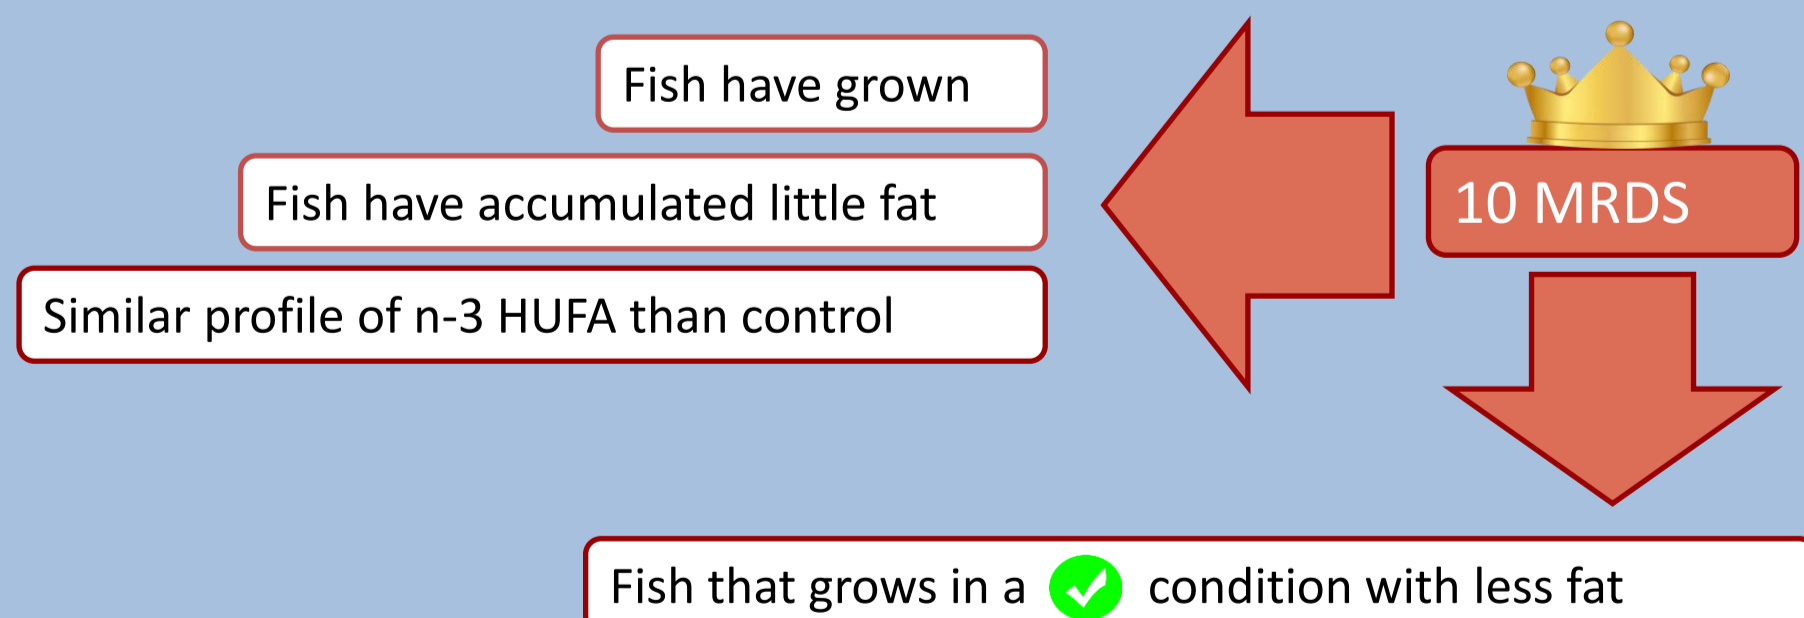 Fish have grown
10 MRDS
Fish have accumulated little fat
Similar profile of n-3 HUFA than control
Fish that grows in a condition with less fat